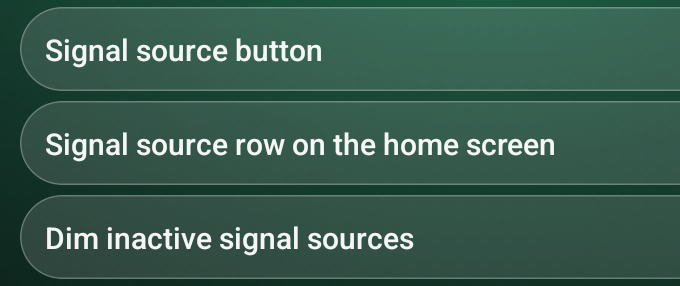 Signal source button
Signal source row on the home screen
Dim inactive signal sources